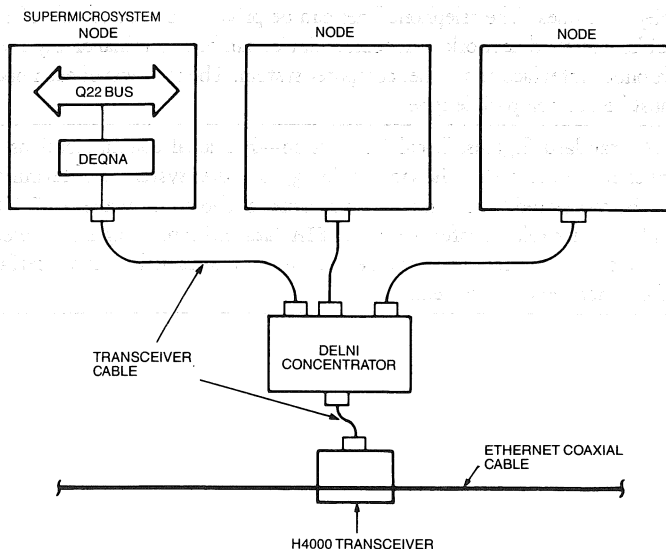 SUPERMICROSYSTEM
NODE
NODE
NODE
Q22 BUS
DEQNA
TRANSCEIVER
CABLE
DELNI
CONCENTRATOR
ETHERNET COAXIAL
CABLE
H4000 TRANSCEIVER